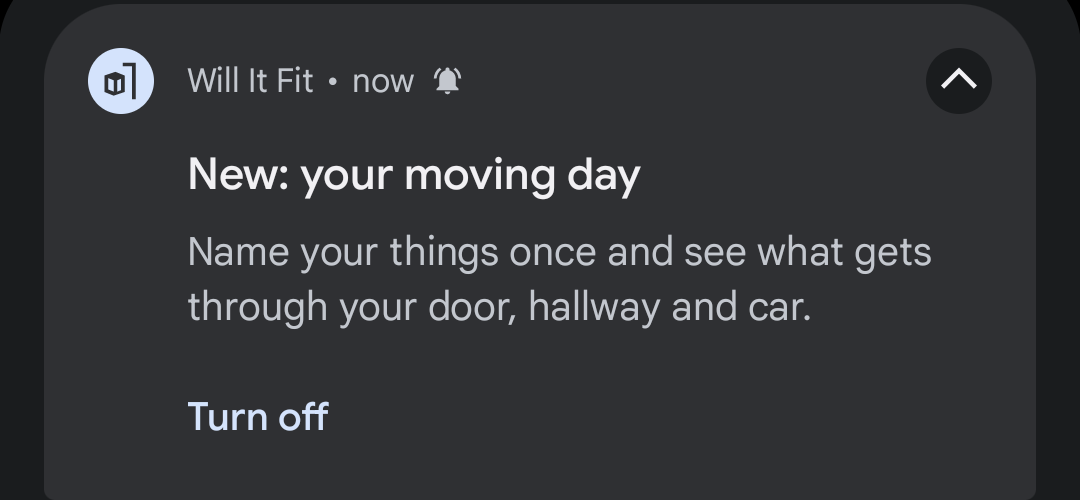 Will It Fit • now
New: your moving day
Name your things once and see what gets
through your door, hallway and car.
Turn off